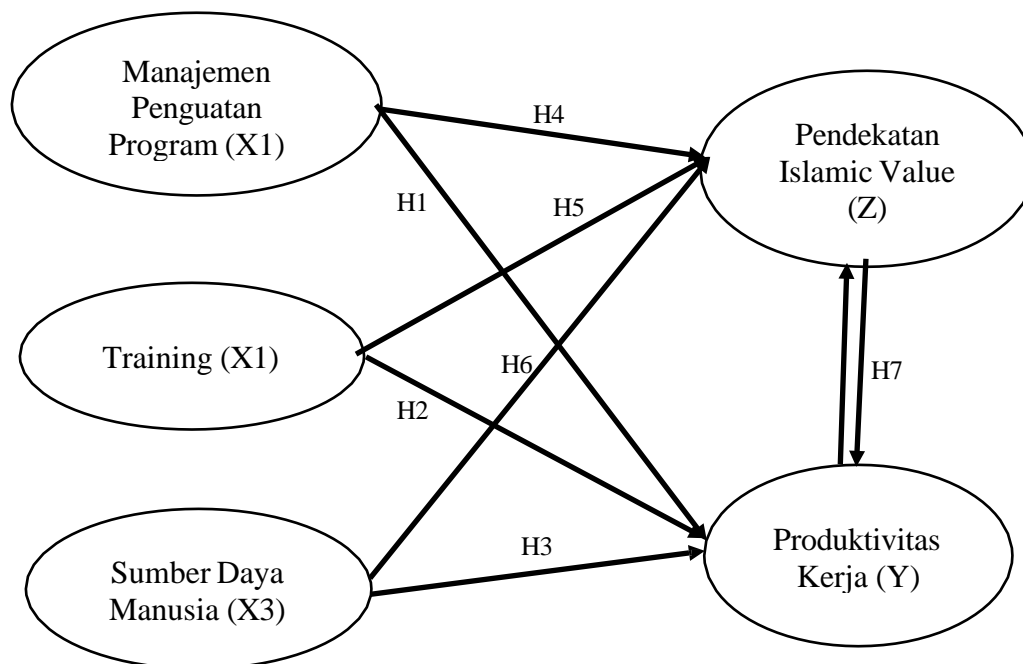 Manajemen
Penguatan
Program (X1)
H4
Pendekatan
Islamic Value
(Z)
H1
H5
Training (X1)
H6
H2
H7
H3
Sumber Daya
Manusia (X3)
Produktivitas
Kerja (Y)